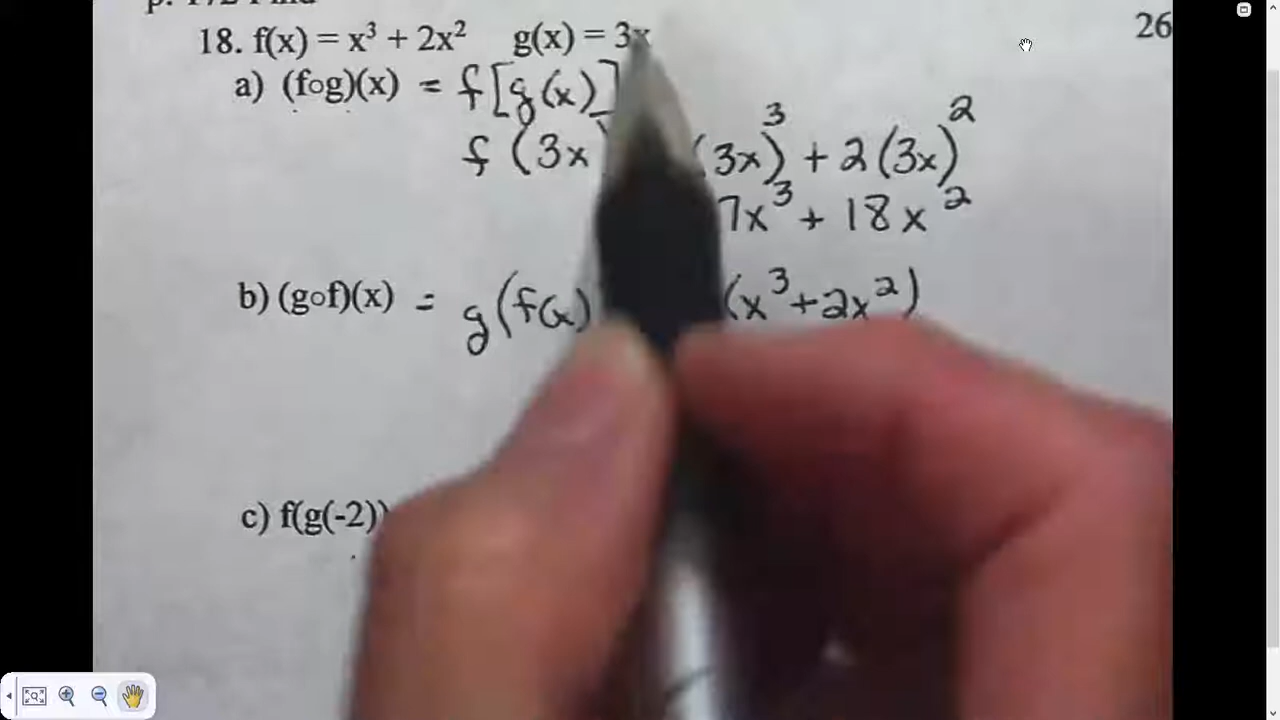 18. f(x) = x³ + 2x² g(x) = 3x 26
a) (f∘g)(x) = f[g(x)]
f (3x (3x)³ + 2(3x)²
7x³ + 18x²
b) (g∘f)(x) = g(f(x) (x³+2x²)
c) f(g(-2))